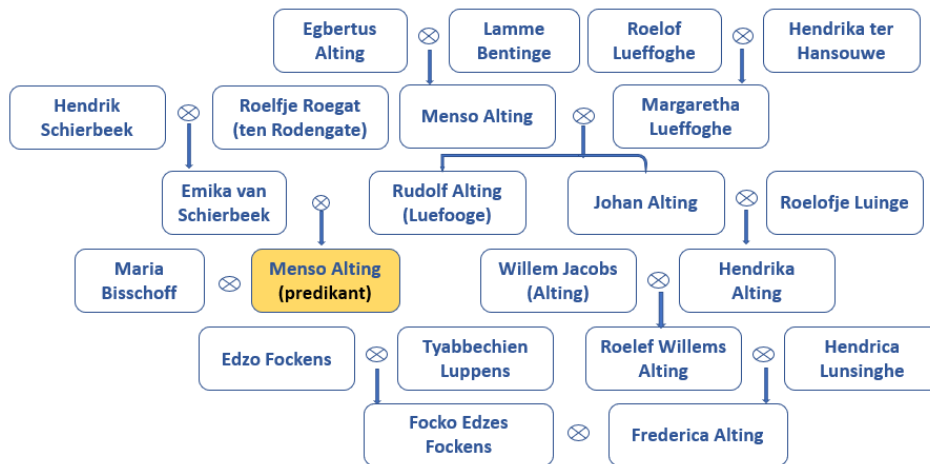 Egbertus
Alting
Lamme
Bentinge
Roelof
Lueffoghe
Hendrika ter
Hansouwe
Hendrik
Schierbeek
Roelfje Roegat
(ten Rodengate)
Menso Alting
Margaretha
Lueffoghe
Emika van
Schierbeek
Rudolf Alting
(Luefooge)
Johan Alting
Roelofje Luinge
Maria
Bisschoff
Menso Alting
(predikant)
Willem Jacobs
(Alting)
Hendrika
Alting
Edzo Fockens
Tyabbechien
Luppens
Roelef Willems
Alting
Hendrica
Lunsinghe
Focko Edzes
Fockens
Frederica Alting